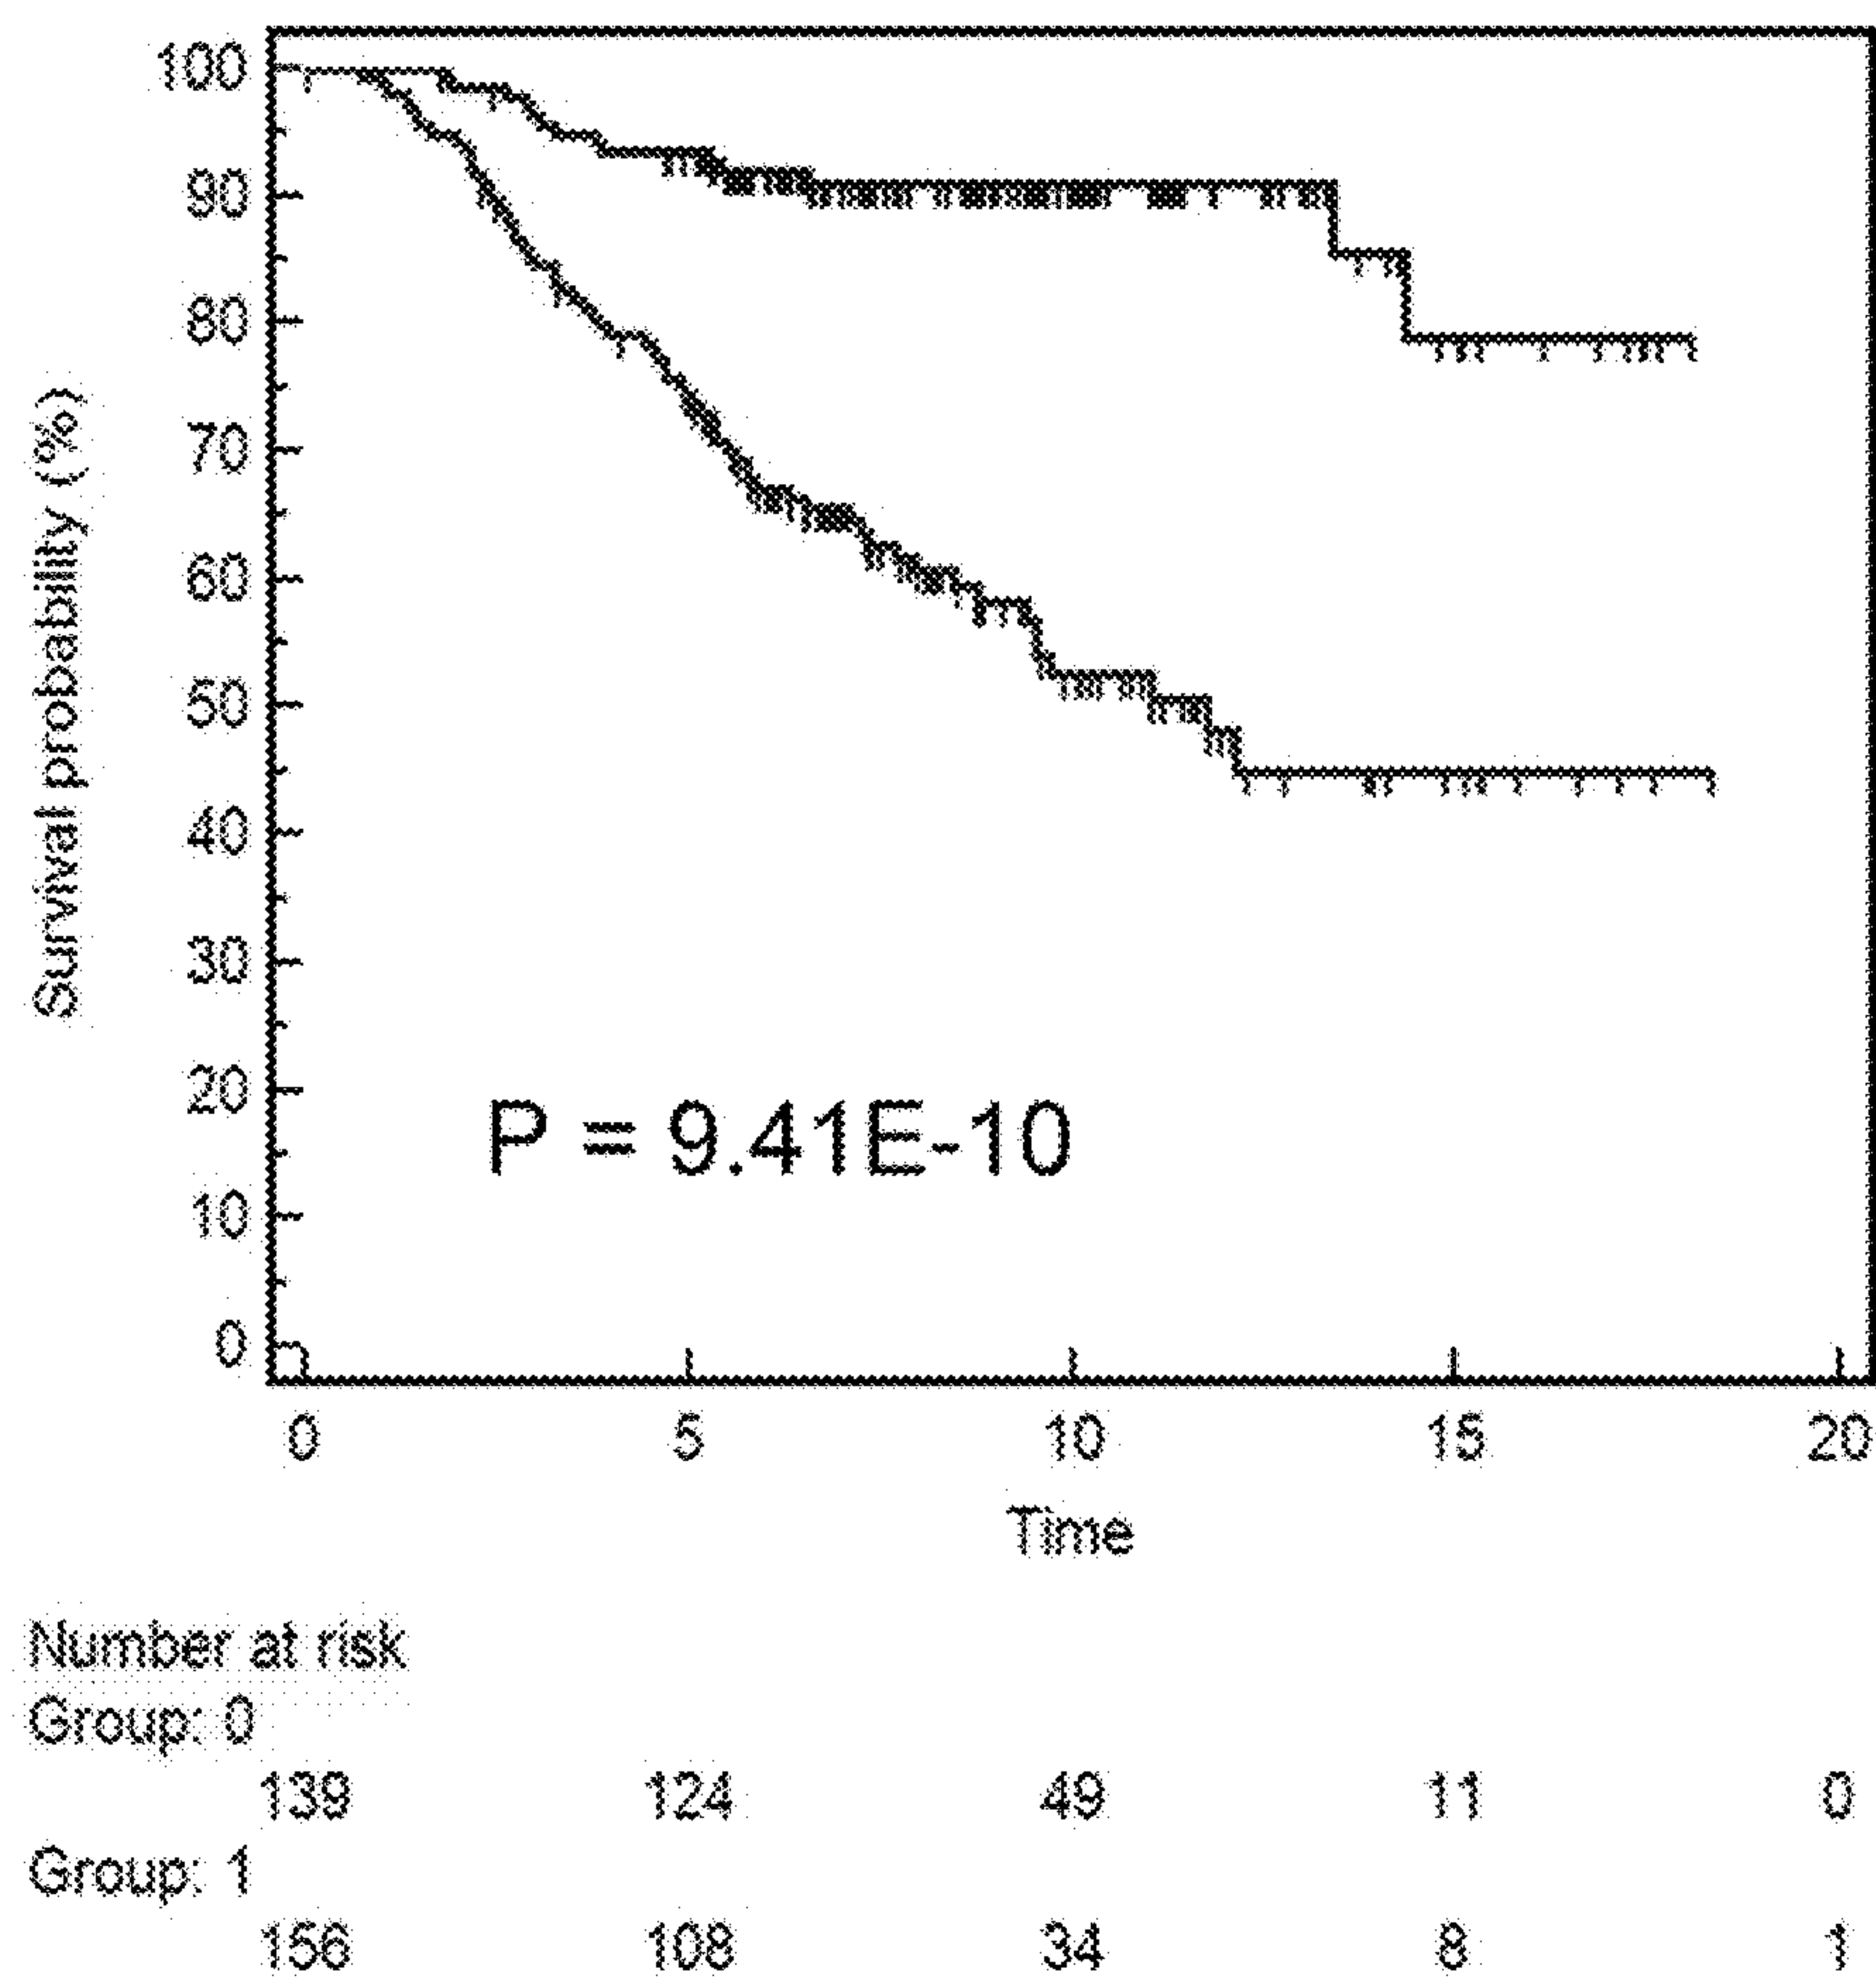 Survival probability (%)
100
90
80
70
60
50
40
30
20
10
0
P = 9.41E-10
0 5 10 15 20
Time
Number at risk
Group: 0
139 124 49 11 0
Group: 1
156 108 34 8 1